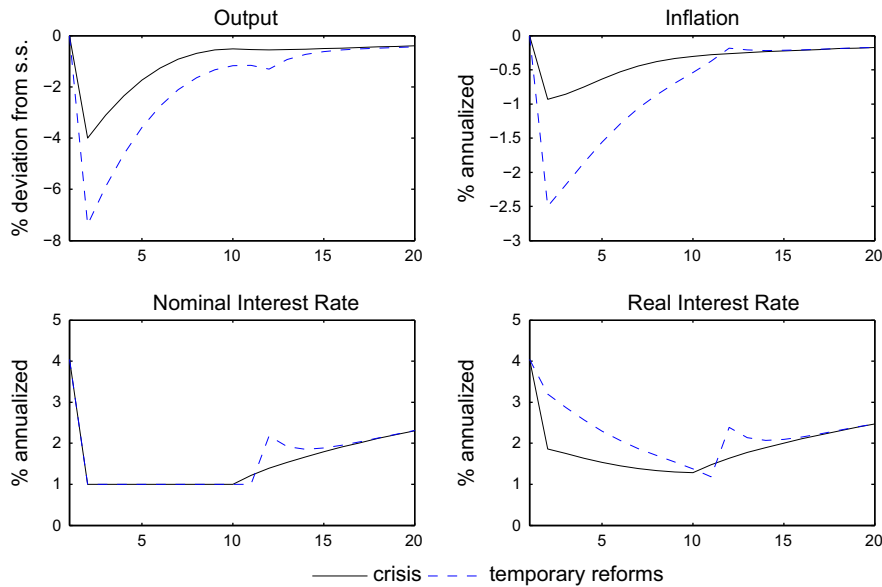 Output
% deviation from s.s.
0
−2
−4
−6
−8
5 10 15 20
Inflation
% annualized
0
−0.5
−1
−1.5
−2
−2.5
−3
5 10 15 20
Nominal Interest Rate
% annualized
5
4
3
2
1
0
5 10 15 20
Real Interest Rate
% annualized
5
4
3
2
1
0
5 10 15 20
crisis temporary reforms